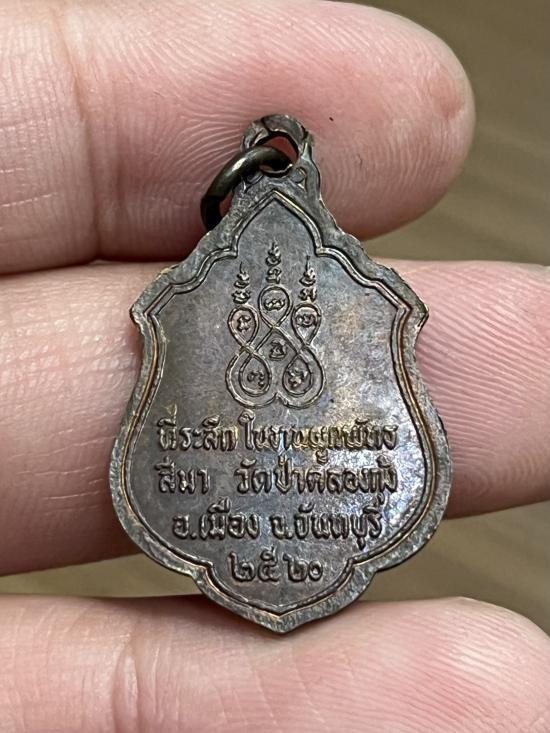 ที่ระลึก ในงานผูกพัทธ
สีมา วัดป่าคลองกุ้ง
อ.เมือง จ.จันทบุรี
๒๕๒๐